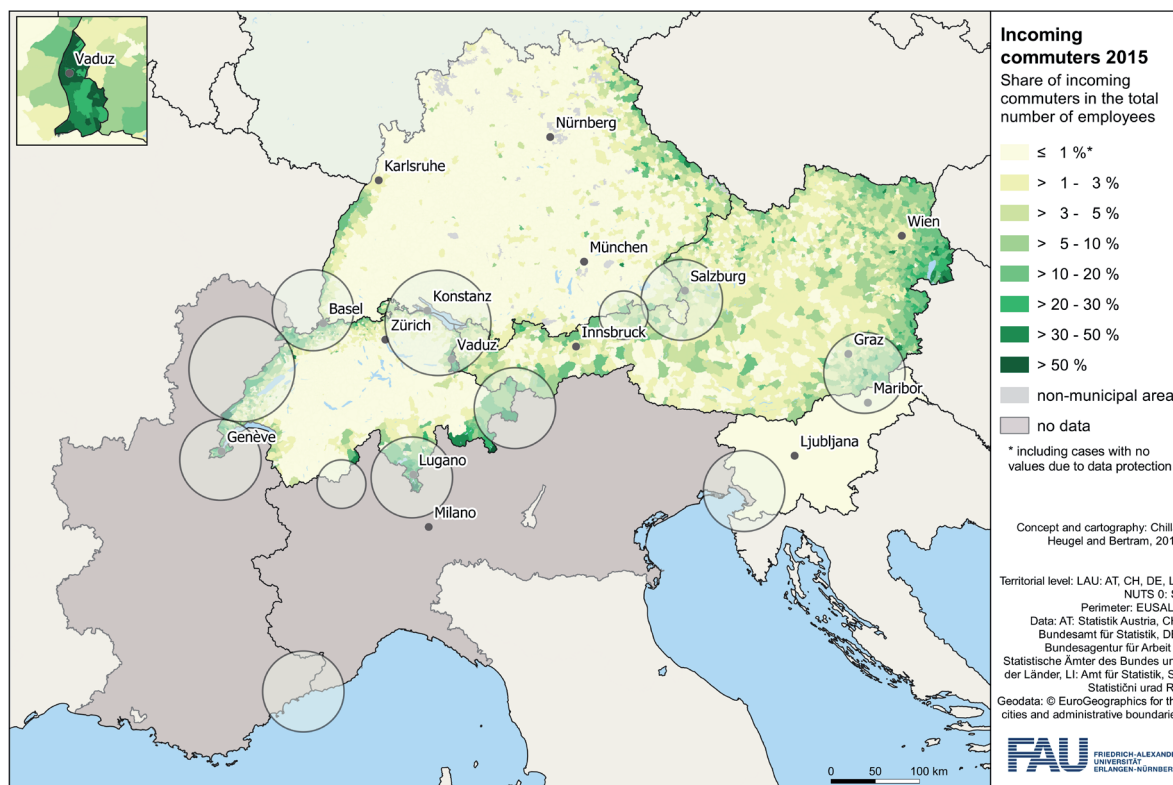 Vaduz
Nürnberg
Karlsruhe
Wien
München
Salzburg
Basel
Konstanz
Zürich
Innsbruck
Vaduz
Graz
Maribor
Genève
Ljubljana
Lugano
Milano
0 50 100 km
Incoming
commuters 2015
Share of incoming
commuters in the total
number of employees
≤ 1 %*
> 1 - 3 %
> 3 - 5 %
> 5 - 10 %
> 10 - 20 %
> 20 - 30 %
> 30 - 50 %
> 50 %
non-municipal area
no data
* including cases with no
values due to data protection
Concept and cartography: Chill
Heugel and Bertram, 201
Territorial level: LAU: AT, CH, DE, L
NUTS 0: S
Perimeter: EUSAL
Data: AT: Statistik Austria, CH
Bundesamt für Statistik, DE
Bundesagentur für Arbeit
Statistische Ämter des Bundes un
der Länder, LI: Amt für Statistik, S
Statistični urad R
Geodata: © EuroGeographics for th
cities and administrative boundarie
FAU
FRIEDRICH-ALEXANDE
UNIVERSITÄT
ERLANGEN-NÜRNBER